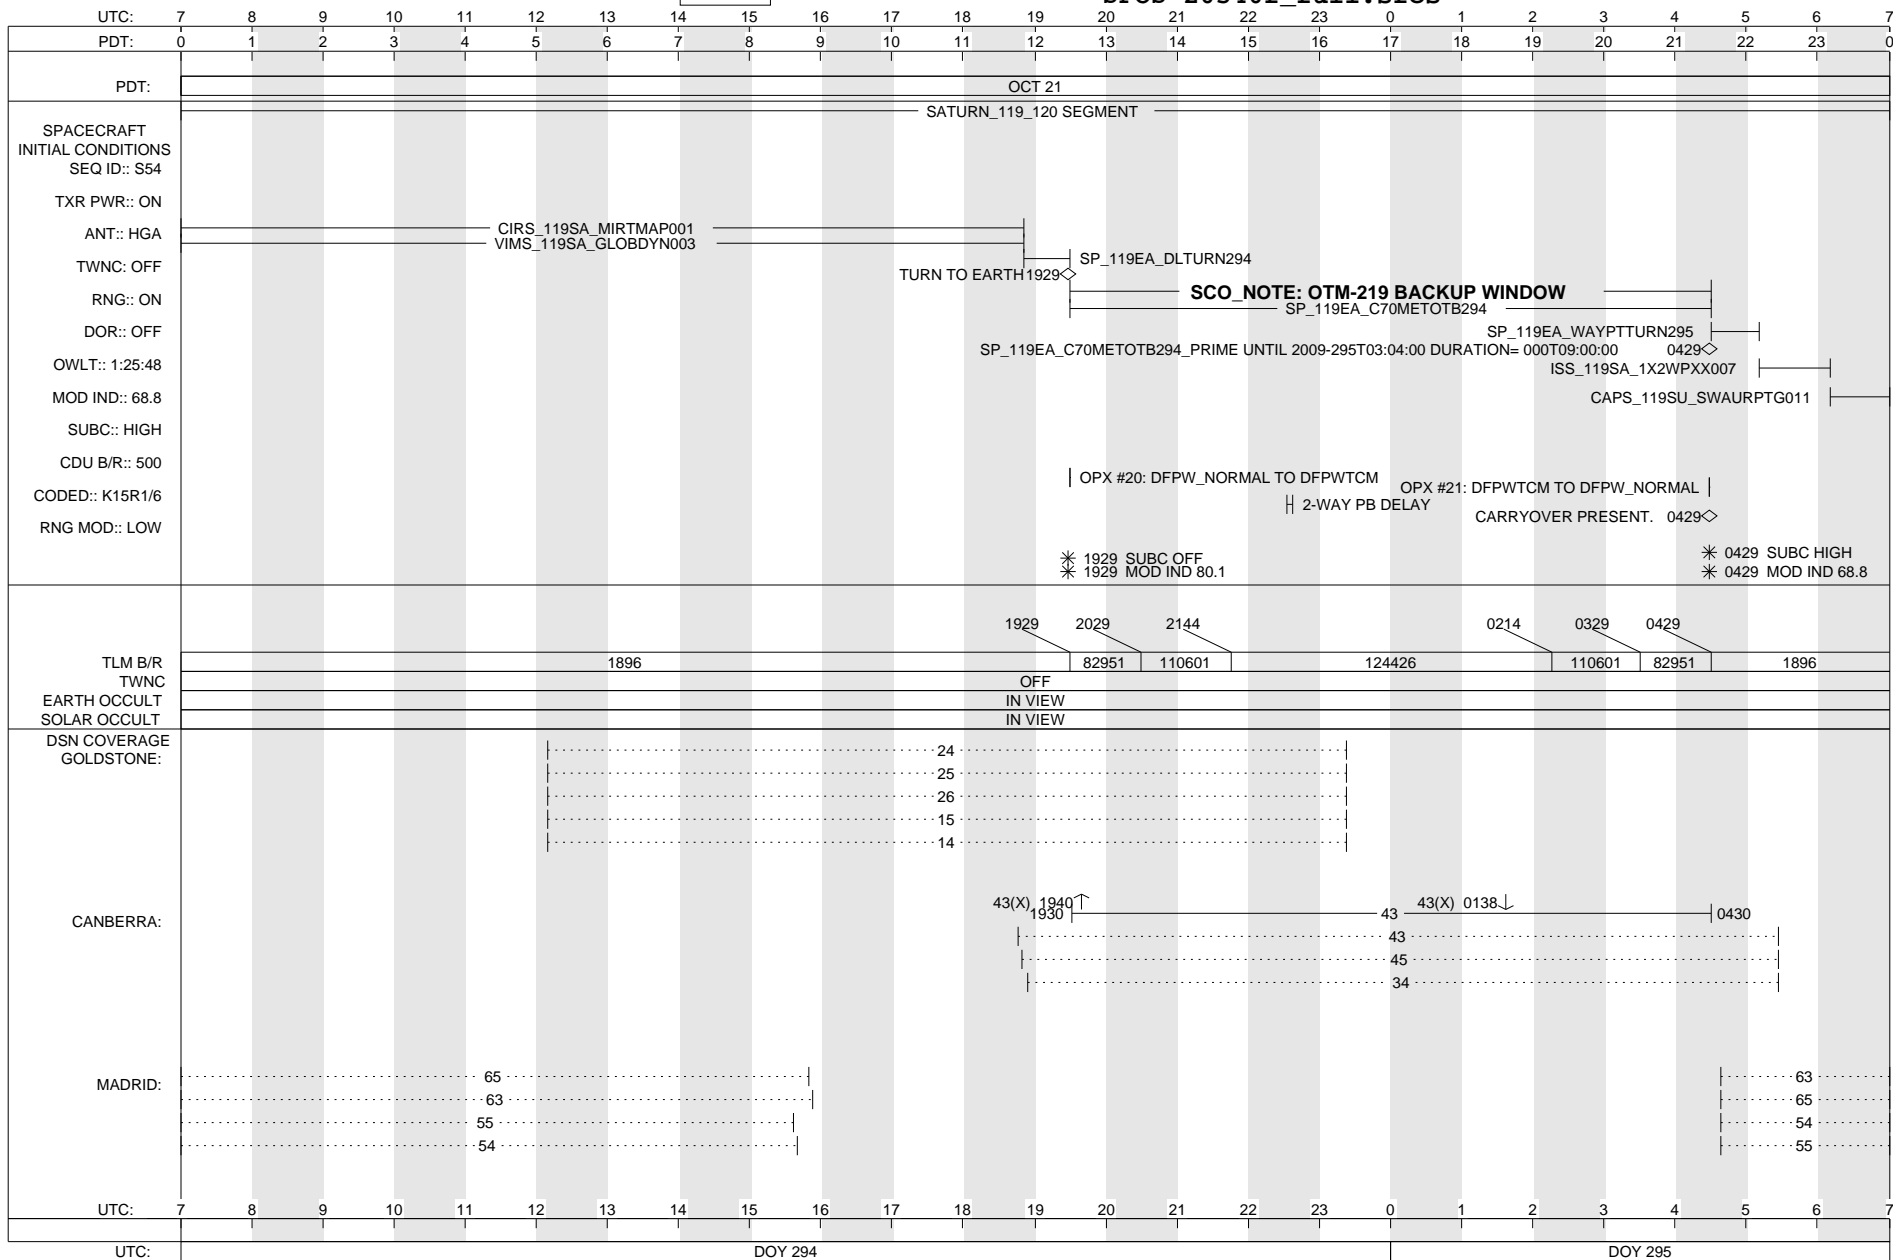 UTC: 7 8 9 10 11 12 13 14 15 16 17 18 19 20 21 22 23 0 1 2 3 4 5 6 7
PDT: 0 1 2 3 4 5 6 7 8 9 10 11 12 13 14 15 16 17 18 19 20 21 22 23 0
PDT: OCT 21
SATURN_119_120 SEGMENT
SPACECRAFT
INITIAL CONDITIONS
SEQ ID:: S54
TXR PWR:: ON
CIRS_119SA_MIRTMAP001
ANT:: HGA
VIMS_119SA_GLOBDYN003
SP_119EA_DLTURN294
TWNC: OFF
TURN TO EARTH 1929
SCO_NOTE: OTM-219 BACKUP WINDOW
RNG:: ON
SP_119EA_C70METOTB294
DOR:: OFF
SP_119EA_WAYPTTURN295
SP_119EA_C70METOTB294_PRIME UNTIL 2009-295T03:04:00 DURATION= 000T09:00:00 0429
OWLT:: 1:25:48
ISS_119SA_1X2WPXX007
MOD IND:: 68.8
CAPS_119SU_SWAURPTG011
SUBC:: HIGH
CDU B/R:: 500
OPX #20: DFPW_NORMAL TO DFPWTCM
OPX #21: DFPWTCM TO DFPW_NORMAL
CODED:: K15R1/6
2-WAY PB DELAY
CARRYOVER PRESENT. 0429
RNG MOD:: LOW
1929 SUBC OFF
0429 SUBC HIGH
1929 MOD IND 80.1
0429 MOD IND 68.8
1929 2029 2144 0214 0329 0429
TLM B/R 1896 82951 110601 124426 110601 82951 1896
TWNC OFF
EARTH OCCULT IN VIEW
SOLAR OCCULT IN VIEW
DSN COVERAGE
GOLDSTONE:
24
25
26
15
14
43(X) 1940 43(X) 0138
CANBERRA: 1930 43 0430
43
45
34
MADRID:
65 63
63 65
55 54
54 55
UTC: 7 8 9 10 11 12 13 14 15 16 17 18 19 20 21 22 23 0 1 2 3 4 5 6 7
UTC: DOY 294 DOY 295